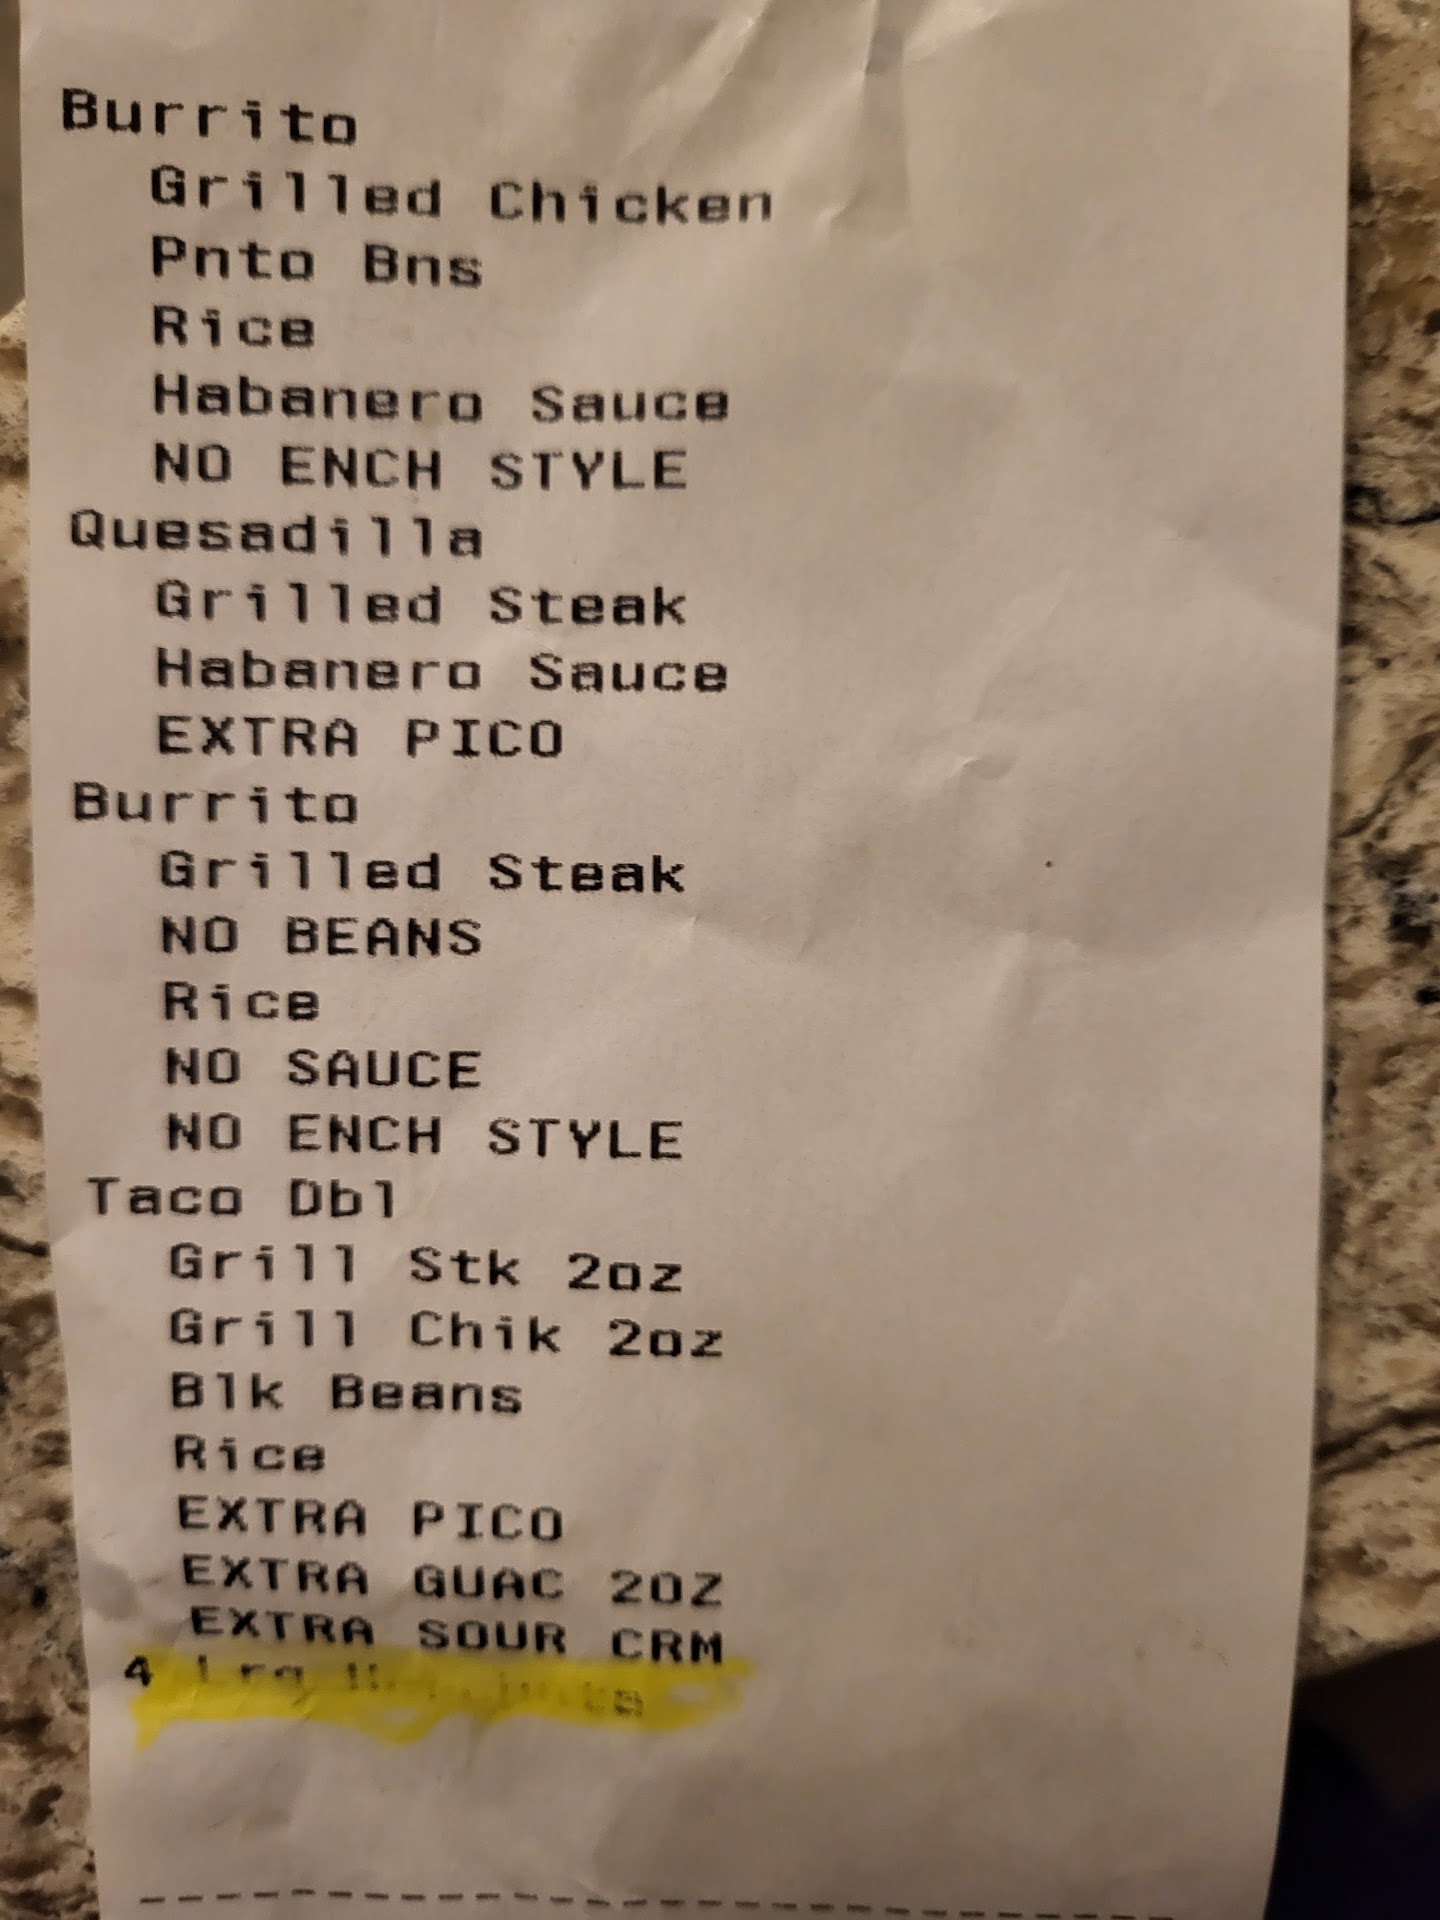 Burrito
Grilled Chicken
Pnto Bns
Rice
Habanero Sauce
NO ENCH STYLE
Quesadilla
Grilled Steak
Habanero Sauce
EXTRA PICO
Burrito
Grilled Steak
NO BEANS
Rice
NO SAUCE
NO ENCH STYLE
Taco Dbl
Grill Stk 2oz
Grill Chik 2oz
Blk Beans
Rice
EXTRA PICO
EXTRA GUAC 2OZ
EXTRA SOUR CRM
4 Lrg